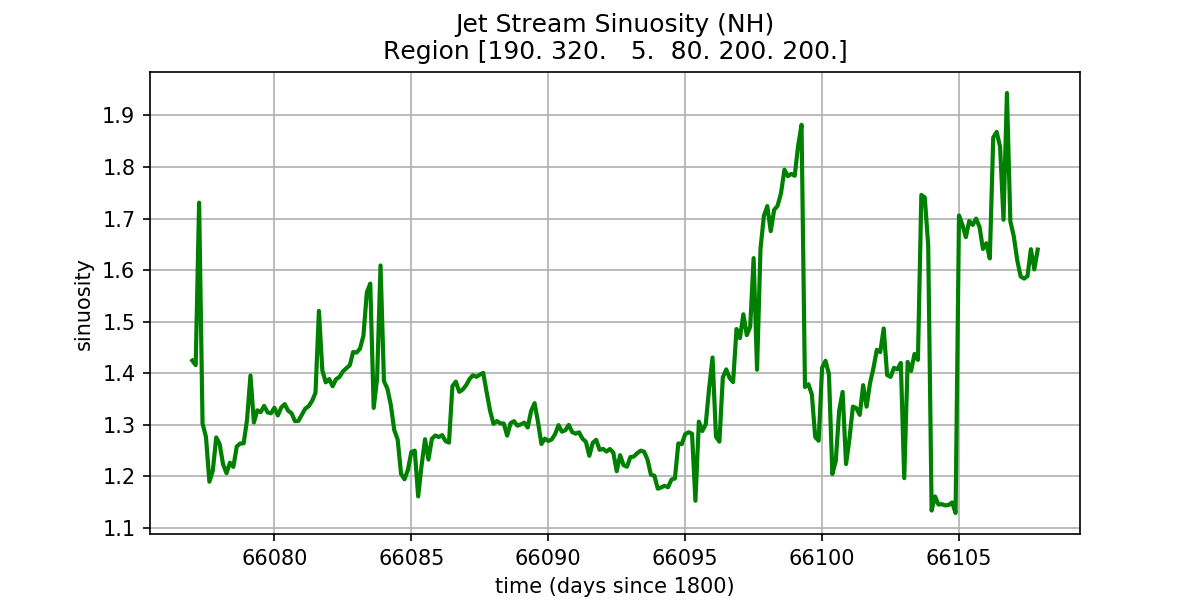 Jet Stream Sinuosity (NH)
Region [190. 320.   5.  80. 200. 200.]
sinuosity
1.9
1.8
1.7
1.6
1.5
1.4
1.3
1.2
1.1
66080 66085 66090 66095 66100 66105
time (days since 1800)